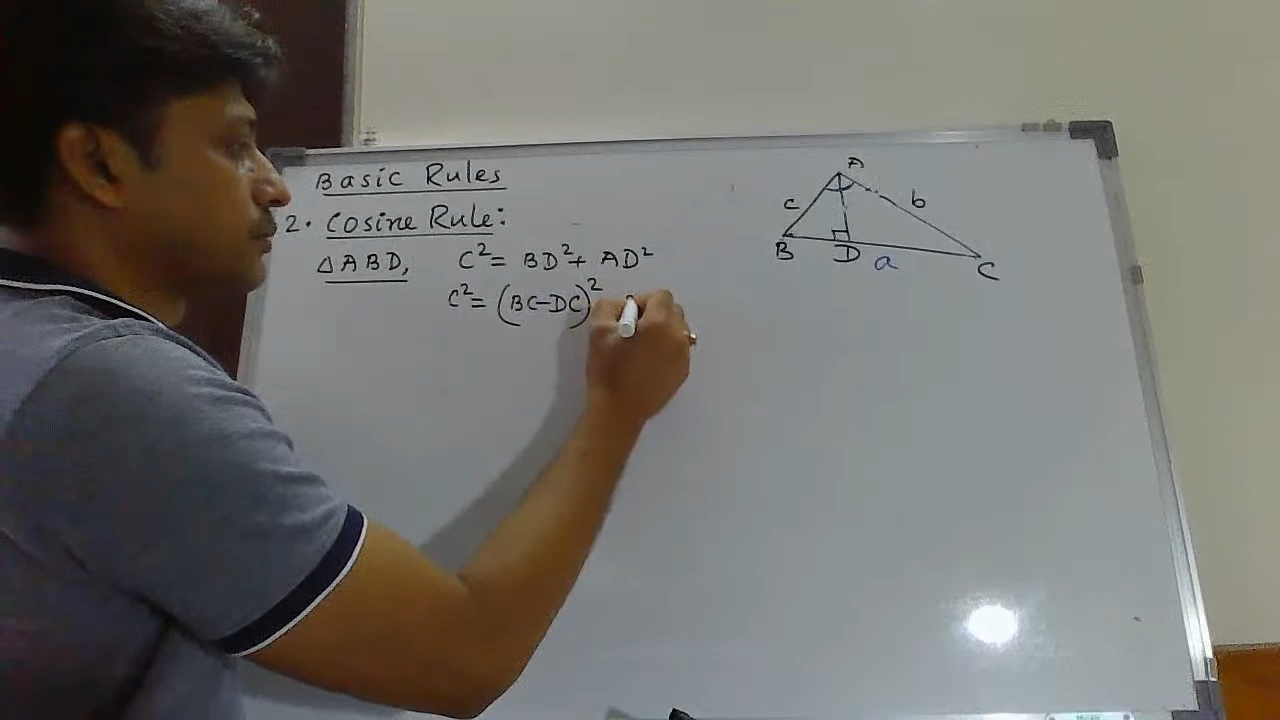 Basic Rules
2. Cosine Rule:
△ABD, C²= BD²+ AD²
C²= (BC-DC)²
A
c
b
B
D
a
C